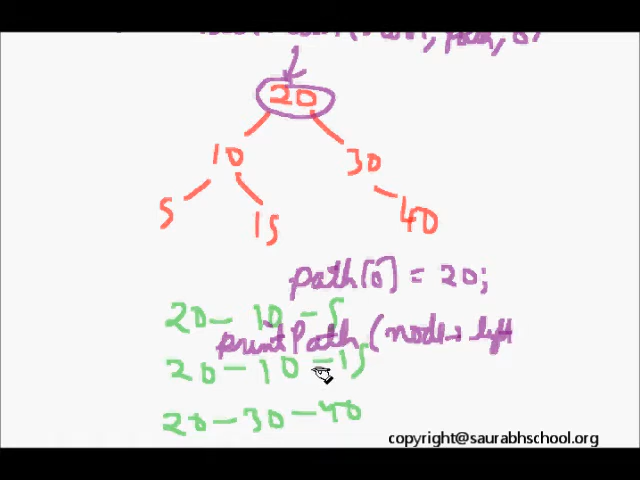 20
10 30
5 15 40
path[0] = 20;
20 - 10 - 5
printPath (node→left
20 - 10 - 15
20 - 30 - 40
copyright@saurabhschool.org